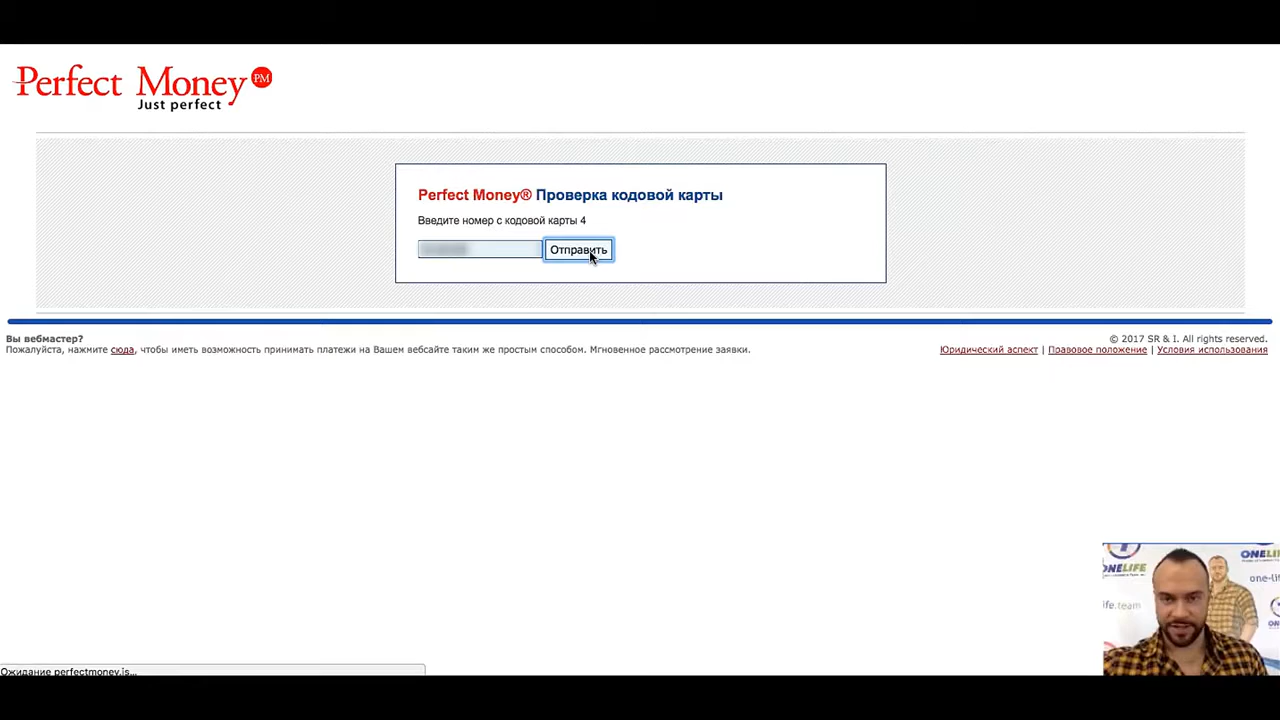 Perfect Money PM
Just perfect
Perfect Money® Проверка кодовой карты
Введите номер с кодовой карты 4
Отправить
Вы вебмастер?
Пожалуйста, нажмите сюда, чтобы иметь возможность принимать платежи на Вашем вебсайте таким же простым способом. Мгновенное рассмотрение заявки.
© 2017 SR & I. All rights reserved.
Юридический аспект | Правовое положение | Условия использования
ONELIFE
ife.team
one-li
Ожидание perfectmoney.is...